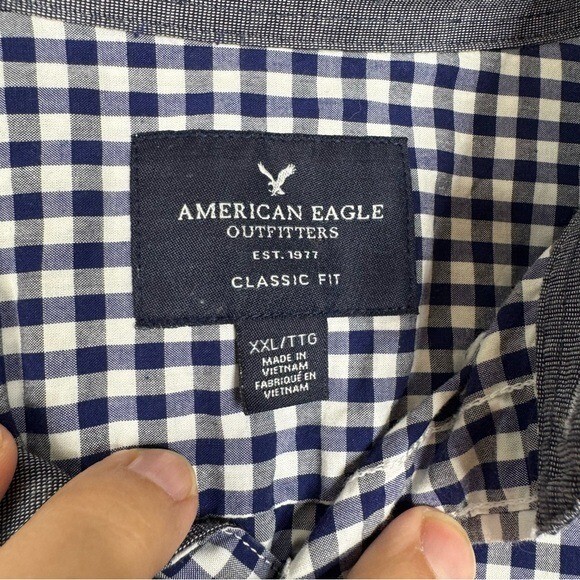 AMERICAN EAGLE
OUTFITTERS
EST. 1977
CLASSIC FIT
XXL/TTG
MADE IN
VIETNAM
FABRIQUÉ EN
VIETNAM